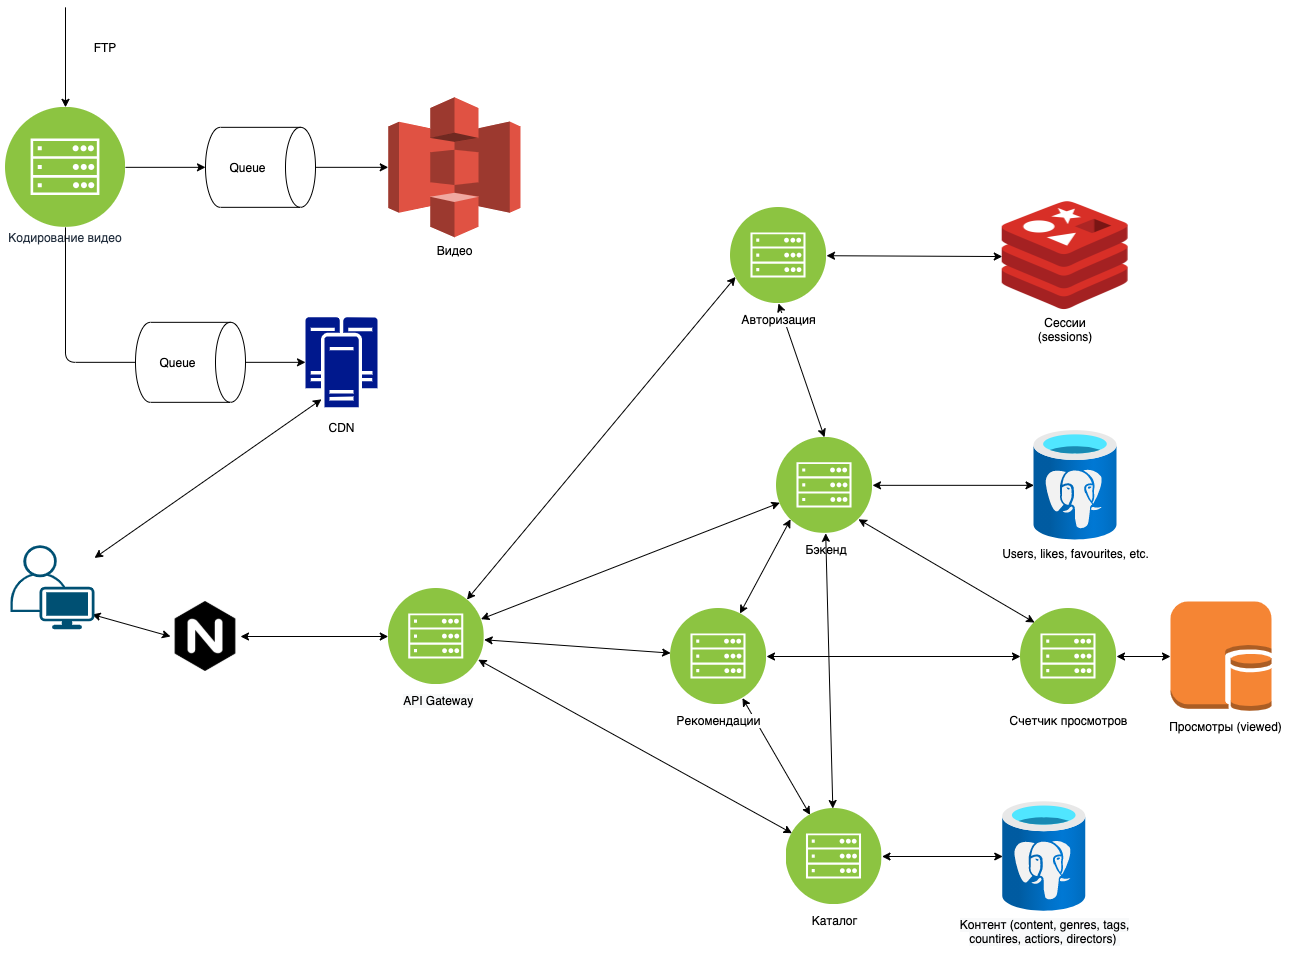 FTP
Queue
Кодирование видео
Видео
Queue
CDN
Авторизация
Сессии
(sessions)
Бэкенд
Users, likes, favourites, etc.
N
API Gateway
Рекомендации
Счетчик просмотров
Просмотры (viewed)
Каталог
Контент (content, genres, tags,
countires, actiors, directors)